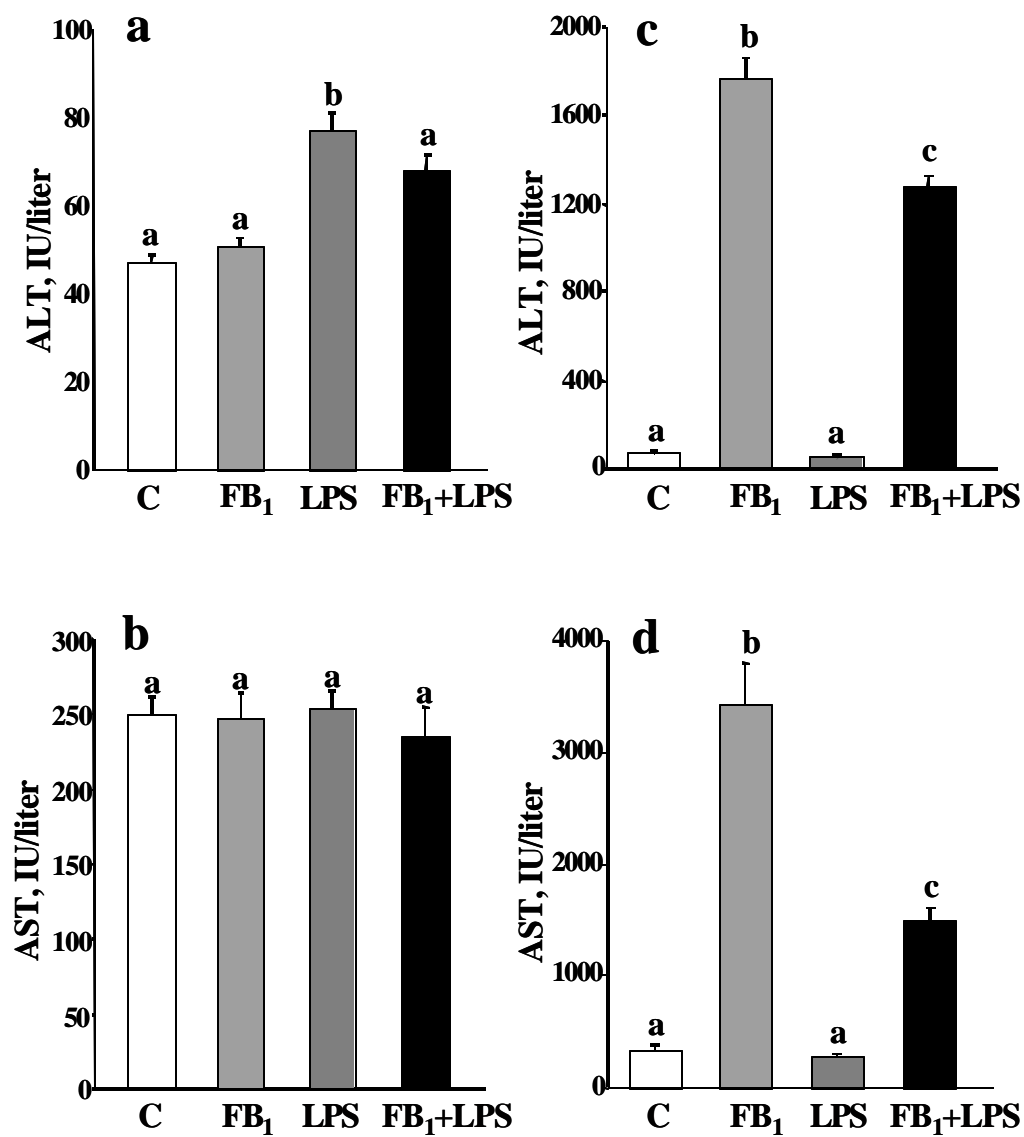 a
100
80
60
40
20
0
ALT, IU/liter
a
a
b
a
C FB₁ LPS FB₁+LPS
c
2000
1600
1200
800
400
0
ALT, IU/liter
a
b
a
c
C FB₁ LPS FB₁+LPS
b
300
250
200
150
100
50
0
AST, IU/liter
a
a
a
a
C FB₁ LPS FB₁+LPS
d
4000
3000
2000
1000
0
AST, IU/liter
a
b
a
c
C FB₁ LPS FB₁+LPS